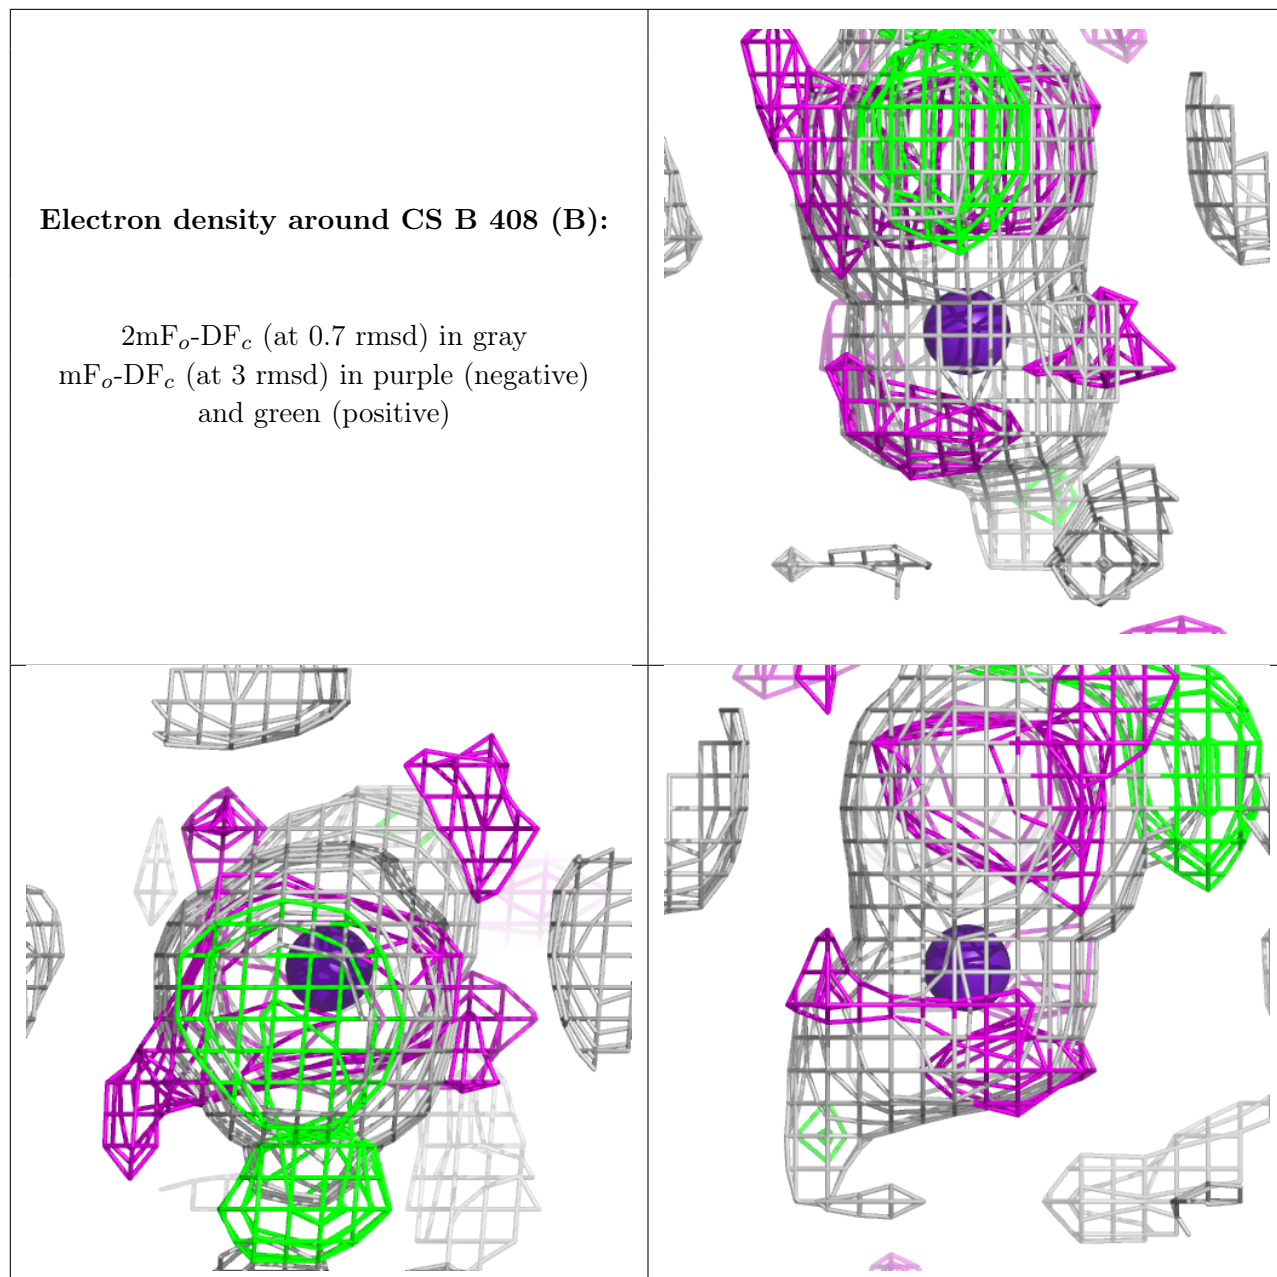 Electron density around CS B 408 (B):
2mFo-DFc (at 0.7 rmsd) in gray
mFo-DFc (at 3 rmsd) in purple (negative)
and green (positive)